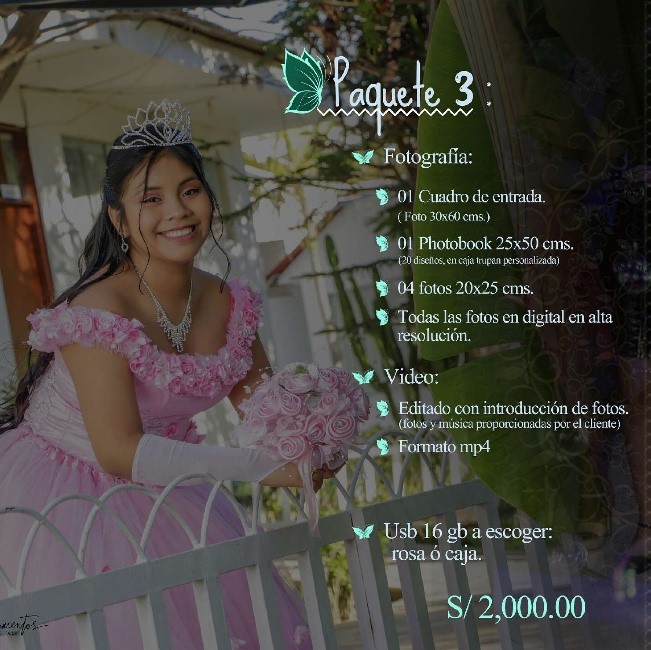 Paquete 3 :
Fotografía:
01 Cuadro de entrada.
( Foto 30x60 cms.)
01 Photobook 25x50 cms.
(20 diseños, en caja trupan personalizada)
04 fotos 20x25 cms.
Todas las fotos en digital en alta
resolución.
Video:
Editado con introducción de fotos.
(fotos y música proporcionadas por el cliente)
Formato mp4
Usb 16 gb a escoger:
rosa ó caja.
S/ 2,000.00